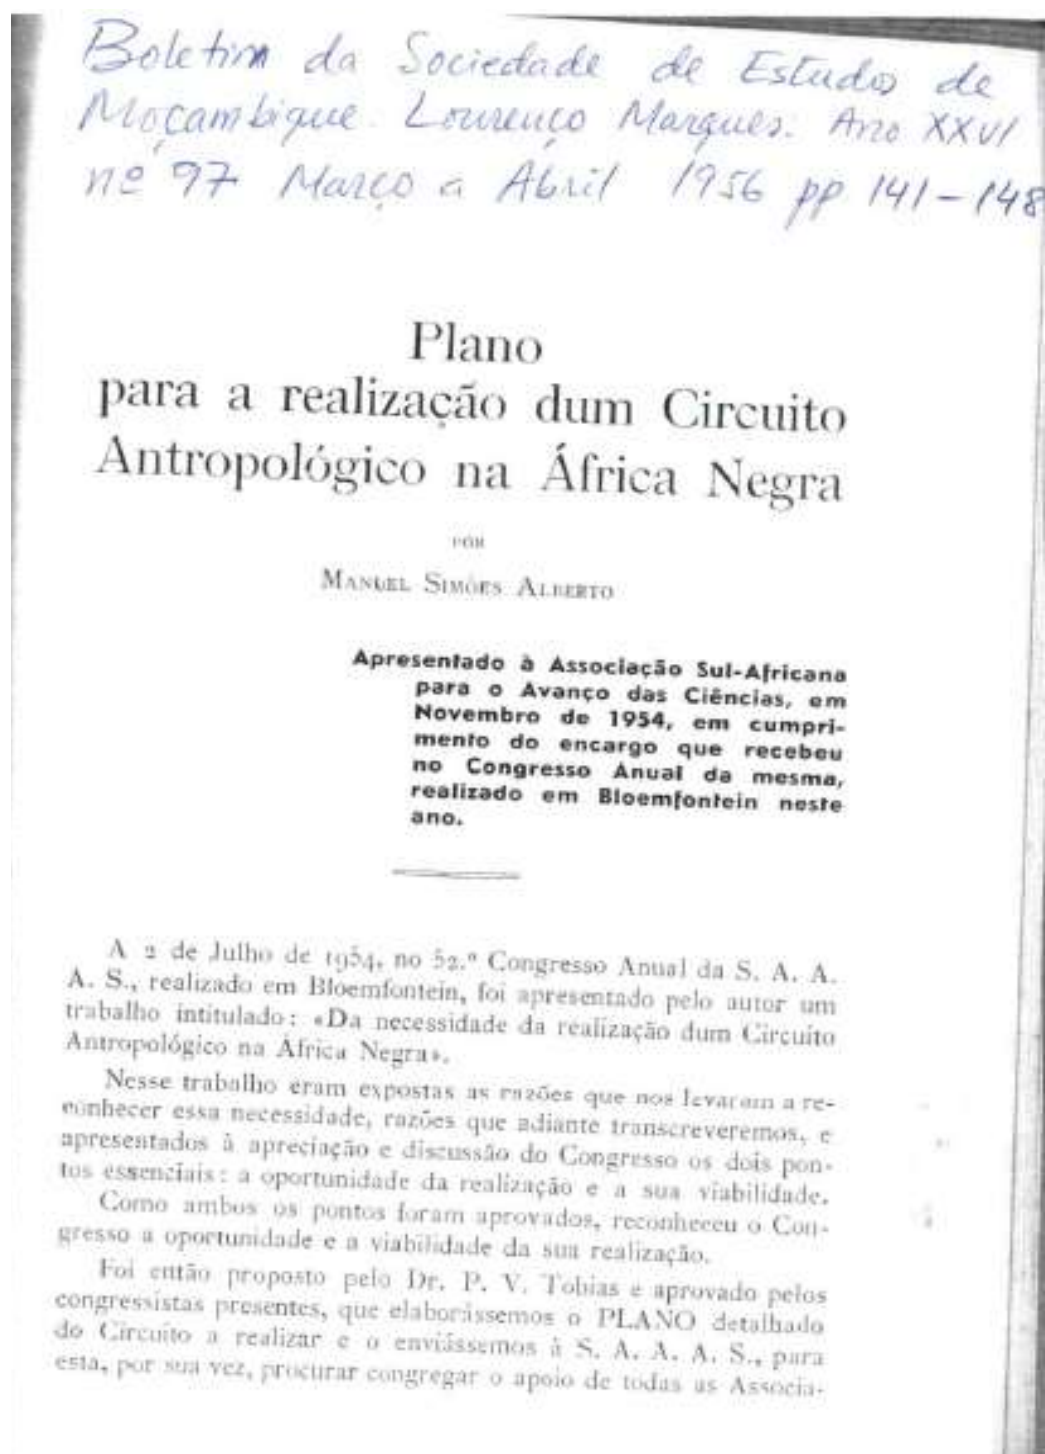 Boletim da Sociedade de Estudos de
Moçambique. Lourenço Marques. Ano XXVI
nº 97 Março a Abril 1956 pp 141-148
Plano
para a realização dum Circuito
Antropológico na África Negra
POR
MANUEL SIMÕES ALBERTO
Apresentado à Associação Sul-Africana
para o Avanço das Ciências, em
Novembro de 1954, em cumpri-
mento do encargo que recebeu
no Congresso Anual da mesma,
realizado em Bloemfontein neste
ano.
A 2 de Julho de 1954, no 52.º Congresso Anual da S. A. A.
A. S., realizado em Bloemfontein, foi apresentado pelo autor um
trabalho intitulado: «Da necessidade da realização dum Circuito
Antropológico na África Negra».
Nesse trabalho eram expostas as razões que nos levaram a re-
conhecer essa necessidade, razões que adiante transcreveremos, e
apresentados à apreciação e discussão do Congresso os dois pon-
tos essenciais: a oportunidade da realização e a sua viabilidade.
Como ambos os pontos foram aprovados, reconheceu o Con-
gresso a oportunidade e a viabilidade da sua realização.
Foi então proposto pelo Dr. P. V. Tobias e aprovado pelos
congressistas presentes, que elaborássemos o PLANO detalhado
do Circuito a realizar e o enviássemos à S. A. A. A. S., para
esta, por sua vez, procurar congregar o apoio de todas as Associa-